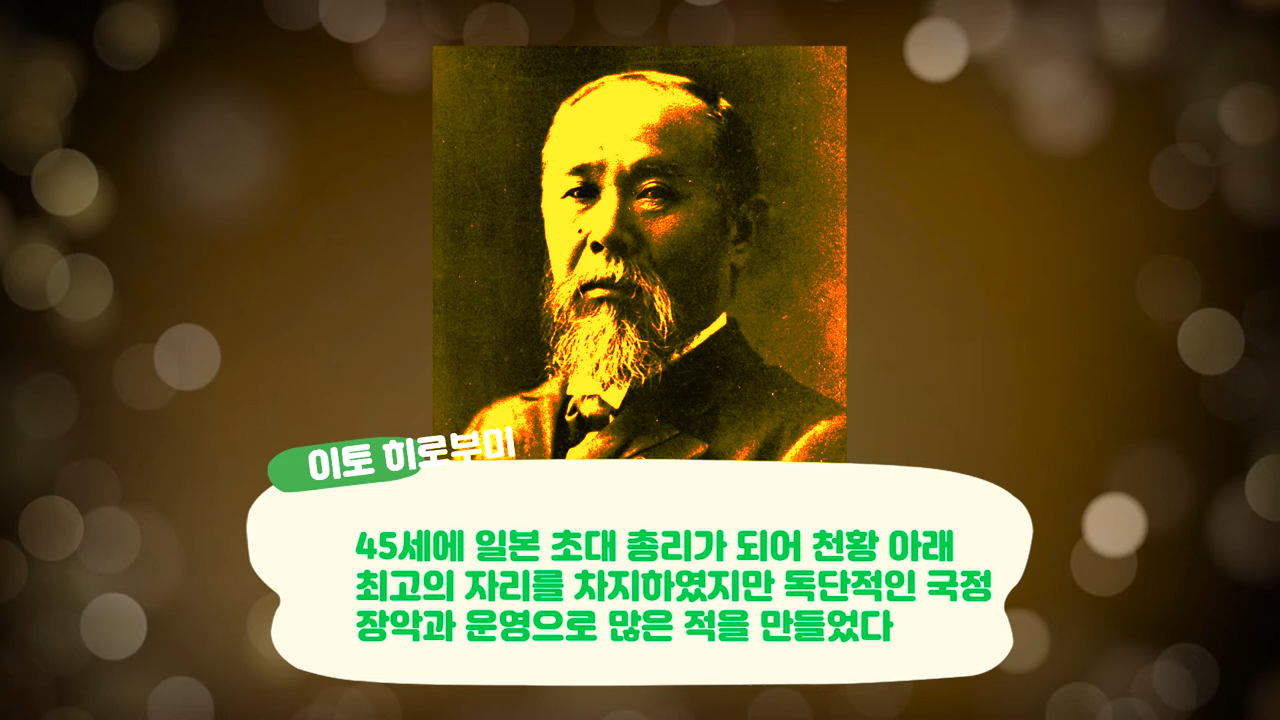 이토 히로부미
45세에 일본 초대 총리가 되어 천황 아래
최고의 자리를 차지하였지만 독단적인 국정
장악과 운영으로 많은 적을 만들었다